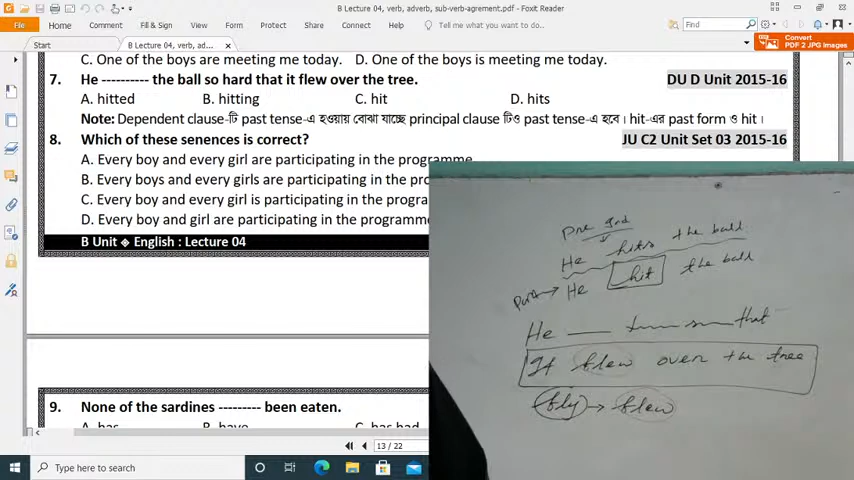 B Lecture 04, verb, adverb, sub-verb-agrement.pdf - Foxit Reader
File Home Comment Fill & Sign View Form Protect Share Help Tell me what you want to do...
Find
Start B Lecture 04, verb, ad...
Convert
PDF 2 JPG Images
C. One of the boys are meeting me today. D. One of the boys is meeting me today.
7. He ---------- the ball so hard that it flew over the tree. DU D Unit 2015-16
A. hitted B. hitting C. hit D. hits
Note: Dependent clause-টি past tense-এ হওয়ায় বোঝা যাচ্ছে principal clause টিও past tense-এ হবে। hit-এর past form ও hit।
8. Which of these senences is correct? JU C2 Unit Set 03 2015-16
A. Every boy and every girl are participating in the programme
B. Every boys and every girls are participating in the pro
C. Every boy and every girl is participating in the progra
D. Every boy and girl are participating in the programme
B Unit ❖ English : Lecture 04
He hits the ball
He hit the ball
He that
It flew over the tree
fly → flew
9. None of the sardines --------- been eaten.
A. has B. have C. has had
13 / 22
Type here to search